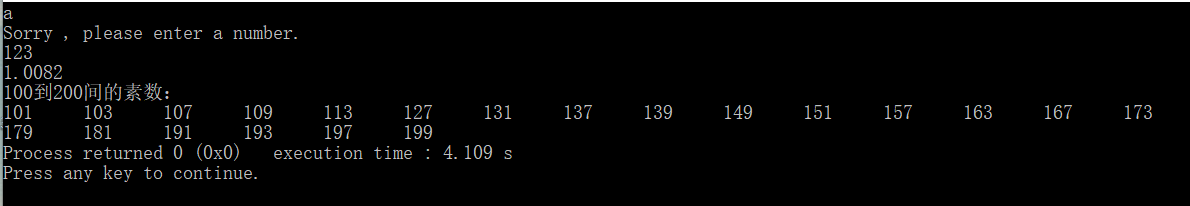 a
Sorry , please enter a number.
123
1.0082
100到200间的素数：
101 103 107 109 113 127 131 137 139 149 151 157 163 167 173
179 181 191 193 197 199
Process returned 0 (0x0) execution time : 4.109 s
Press any key to continue.